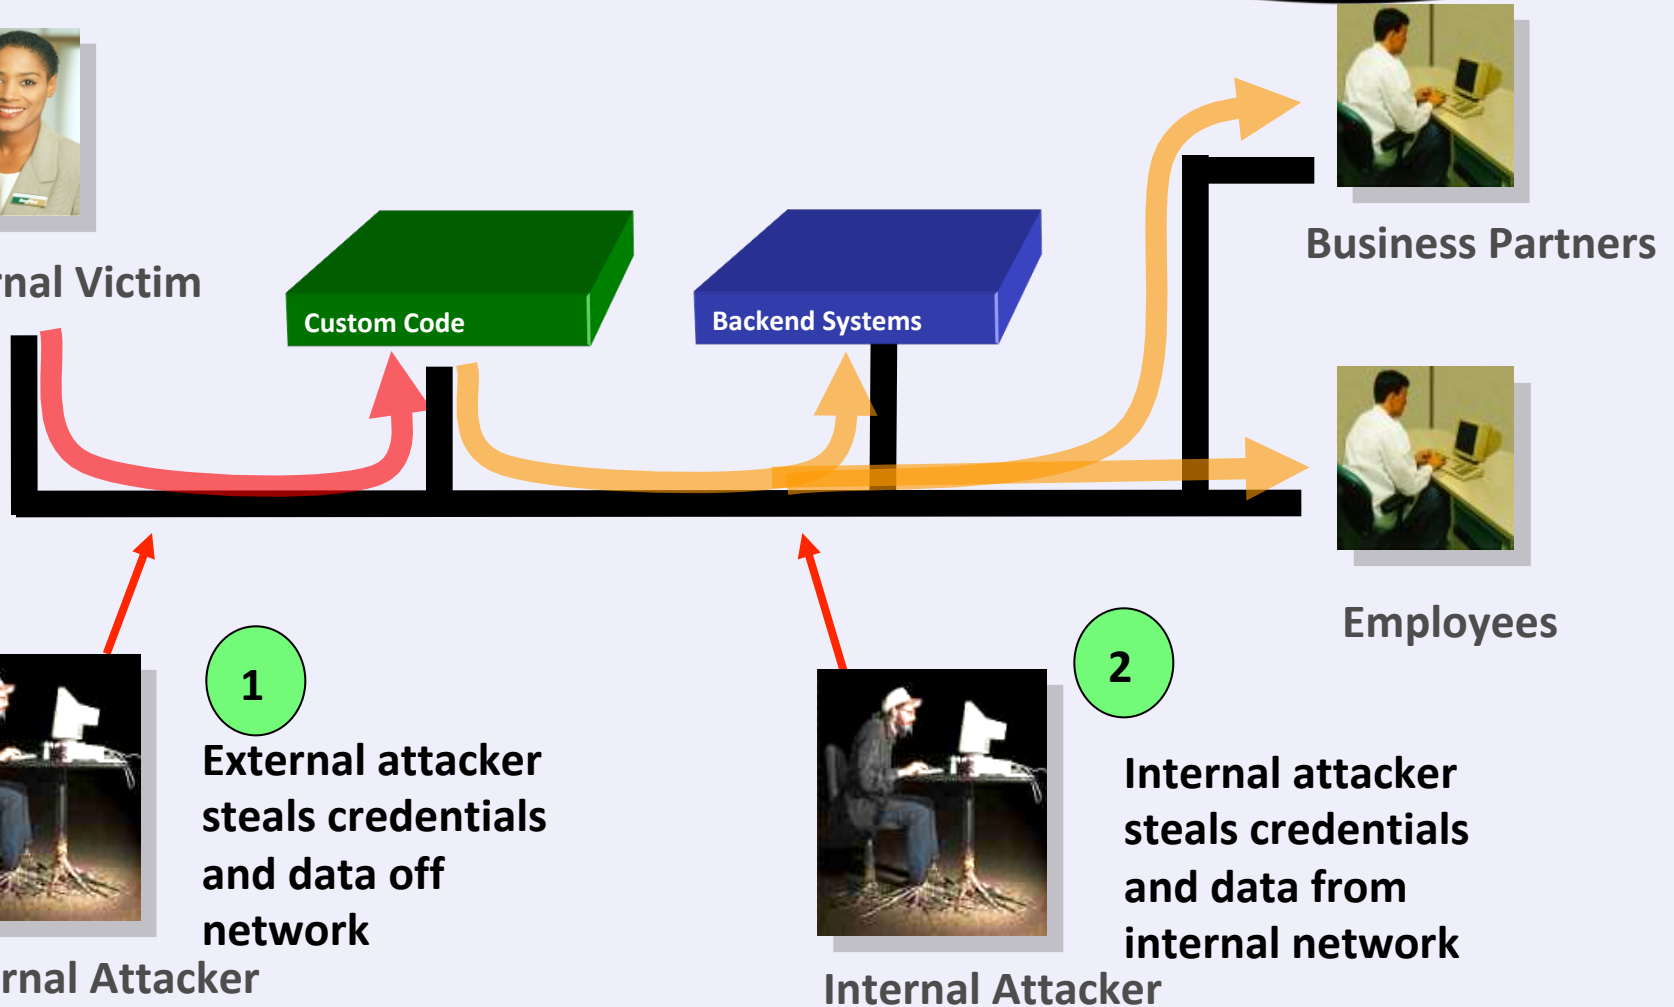 Business Partners
rnal Victim
Custom Code
Backend Systems
Employees
1
2
External attacker
steals credentials
and data off
network
Internal attacker
steals credentials
and data from
internal network
rnal Attacker
Internal Attacker